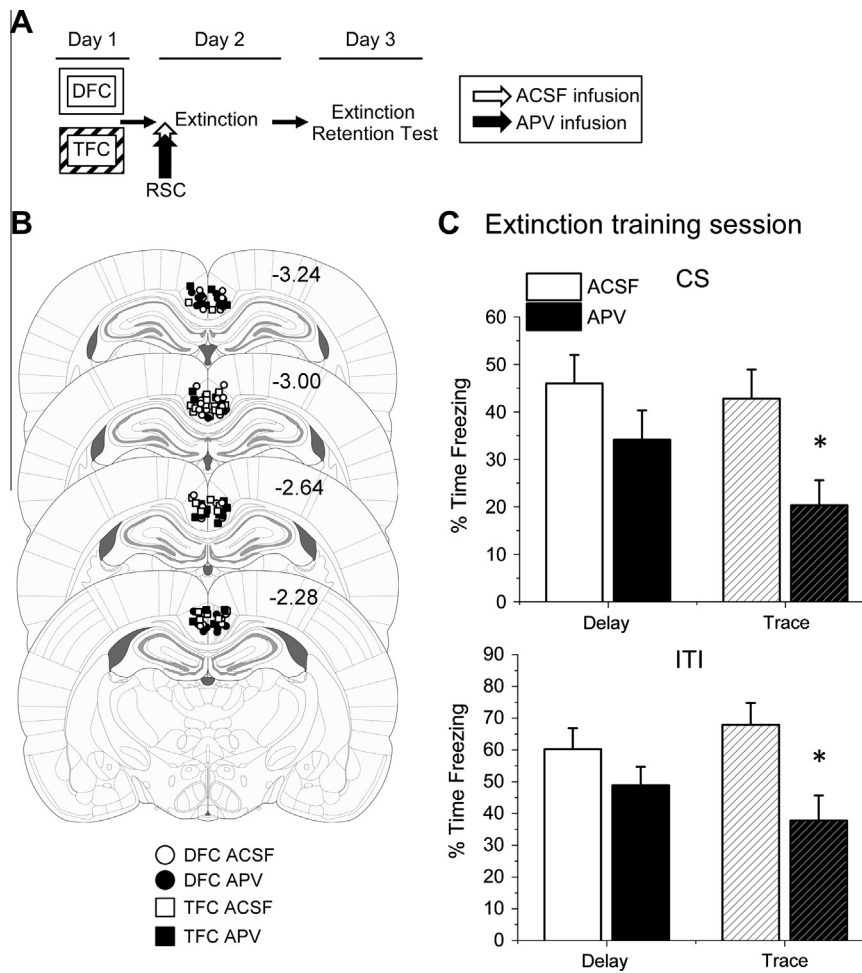 A
Day 1
Day 2
Day 3
DFC
TFC
Extinction
RSC
Extinction
Retention Test
ACSF infusion
APV infusion
B
-3.24
-3.00
-2.64
-2.28
DFC ACSF
DFC APV
TFC ACSF
TFC APV
C Extinction training session
CS
ACSF
APV
% Time Freezing
60
50
40
30
20
10
0
*
Delay
Trace
ITI
% Time Freezing
90
80
70
60
50
40
30
20
10
0
*
Delay
Trace